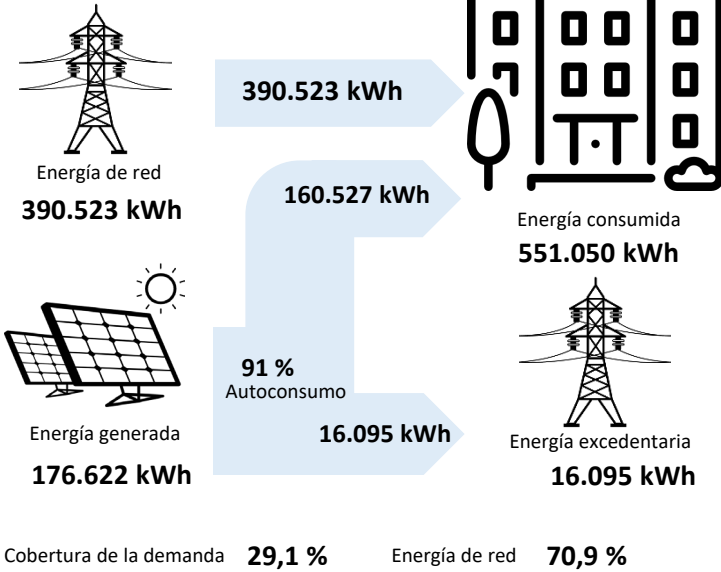 390.523 kWh
Energía de red
390.523 kWh
160.527 kWh
Energía consumida
551.050 kWh
91 %
Autoconsumo
Energía generada
176.622 kWh
16.095 kWh
Energía excedentaria
16.095 kWh
Cobertura de la demanda 29,1 % Energía de red 70,9 %